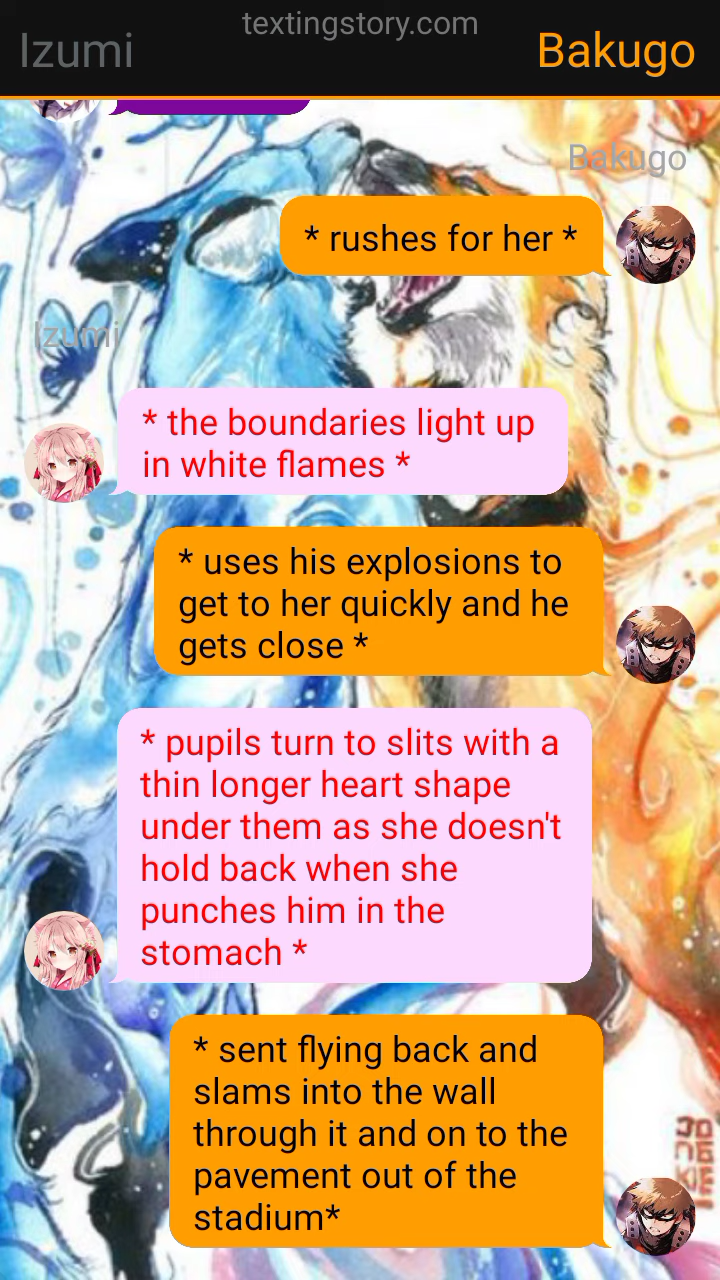 textingstory.com
Izumi
Bakugo
Bakugo
* rushes for her *
Izumi
* the boundaries light up
in white flames *
* uses his explosions to
get to her quickly and he
gets close *
* pupils turn to slits with a
thin longer heart shape
under them as she doesn't
hold back when she
punches him in the
stomach *
* sent flying back and
slams into the wall
through it and on to the
pavement out of the
stadium*